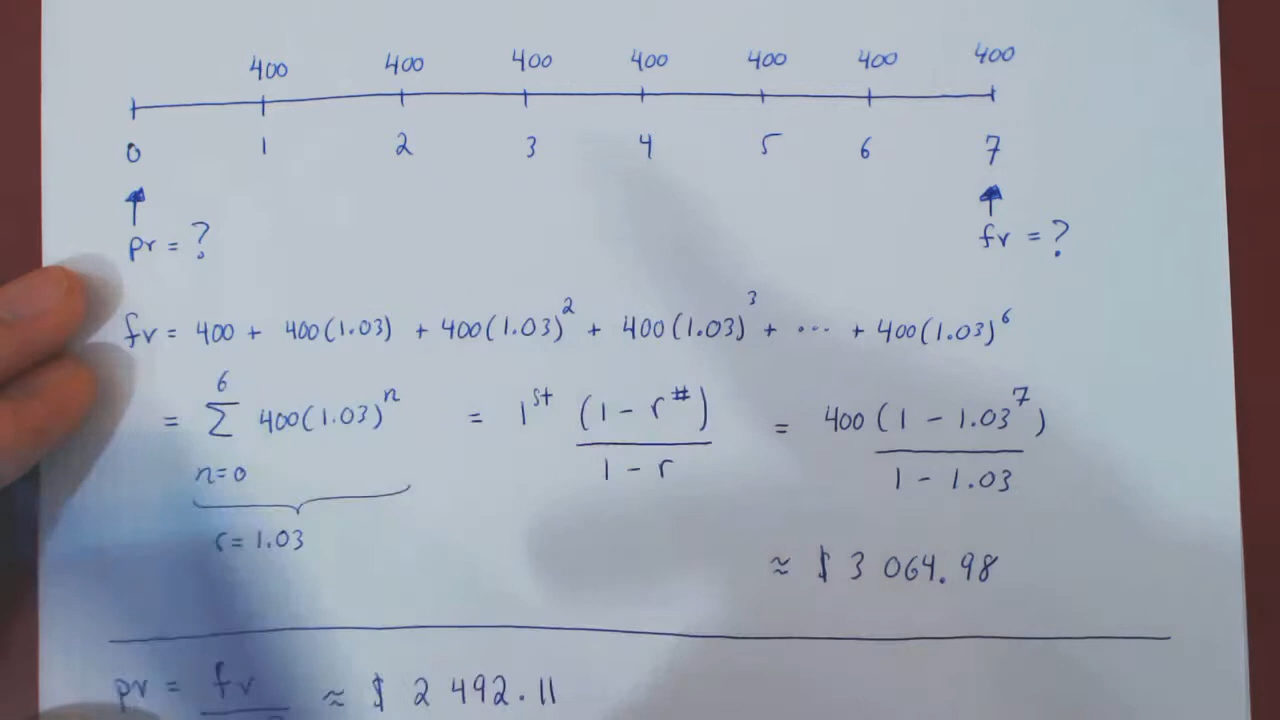 400 400 400 400 400 400 400
0 1 2 3 4 5 6 7
pv = ? fv = ?
fv = 400 + 400(1.03) + 400(1.03)² + 400(1.03)³ + ... + 400(1.03)⁶
6
= Σ 400(1.03)ⁿ = 1ˢᵗ (1 - r^#) / (1 - r) = 400 (1 - 1.03⁷) / (1 - 1.03)
n=0
r = 1.03
≈ $ 3 064.98
pv = fv ≈ $ 2 492.11